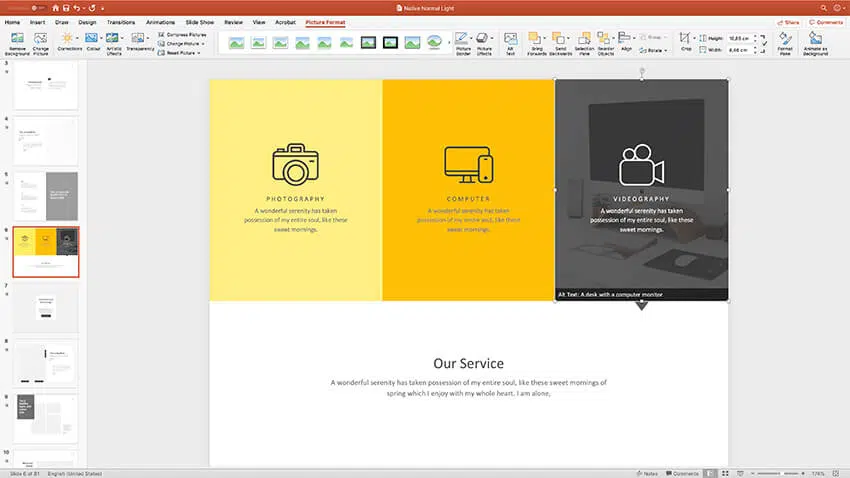 Native Normal Light
Home
Insert
Draw
Design
Transitions
Animations
Slide Show
Review
View
Acrobat
Picture Format
Share
Comments
Remove Background
Change Picture
Corrections
Colour
Artistic Effects
Transparency
Compress Pictures
Change Picture
Reset Picture
Picture Border
Picture Effects
Alt Text
Bring Forwards
Send Backwards
Selection Pane
Reorder Objects
Align
Group
Rotate
Crop
Height:
Width:
Format Pane
Animate as Background
3
4
5
6
7
8
9
10
PHOTOGRAPHY
A wonderful serenity has taken
possession of my entire soul, like these
sweet mornings.
COMPUTER
A wonderful serenity has taken
possession of my entire soul, like these
sweet mornings.
VIDEOGRAPHY
A wonderful serenity has taken
possession of my entire soul, like these
sweet mornings.
Alt Text: A desk with a computer monitor
Our Service
A wonderful serenity has taken possession of my entire soul, like these sweet mornings of
spring which I enjoy with my whole heart. I am alone,
Slide 6 of 81
English (United States)
Notes
Comments
174%